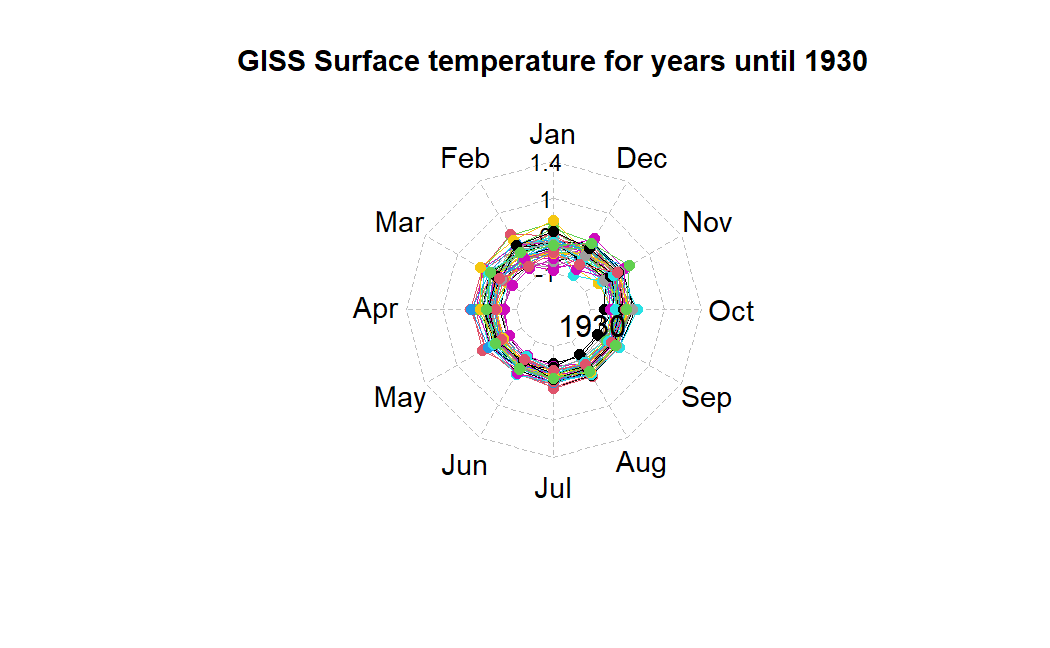 GISS Surface temperature for years until 1930
Jan
Feb
Dec
1.4
1
Mar
Nov
-1
Apr
Oct
1930
May
Sep
Jun
Aug
Jul